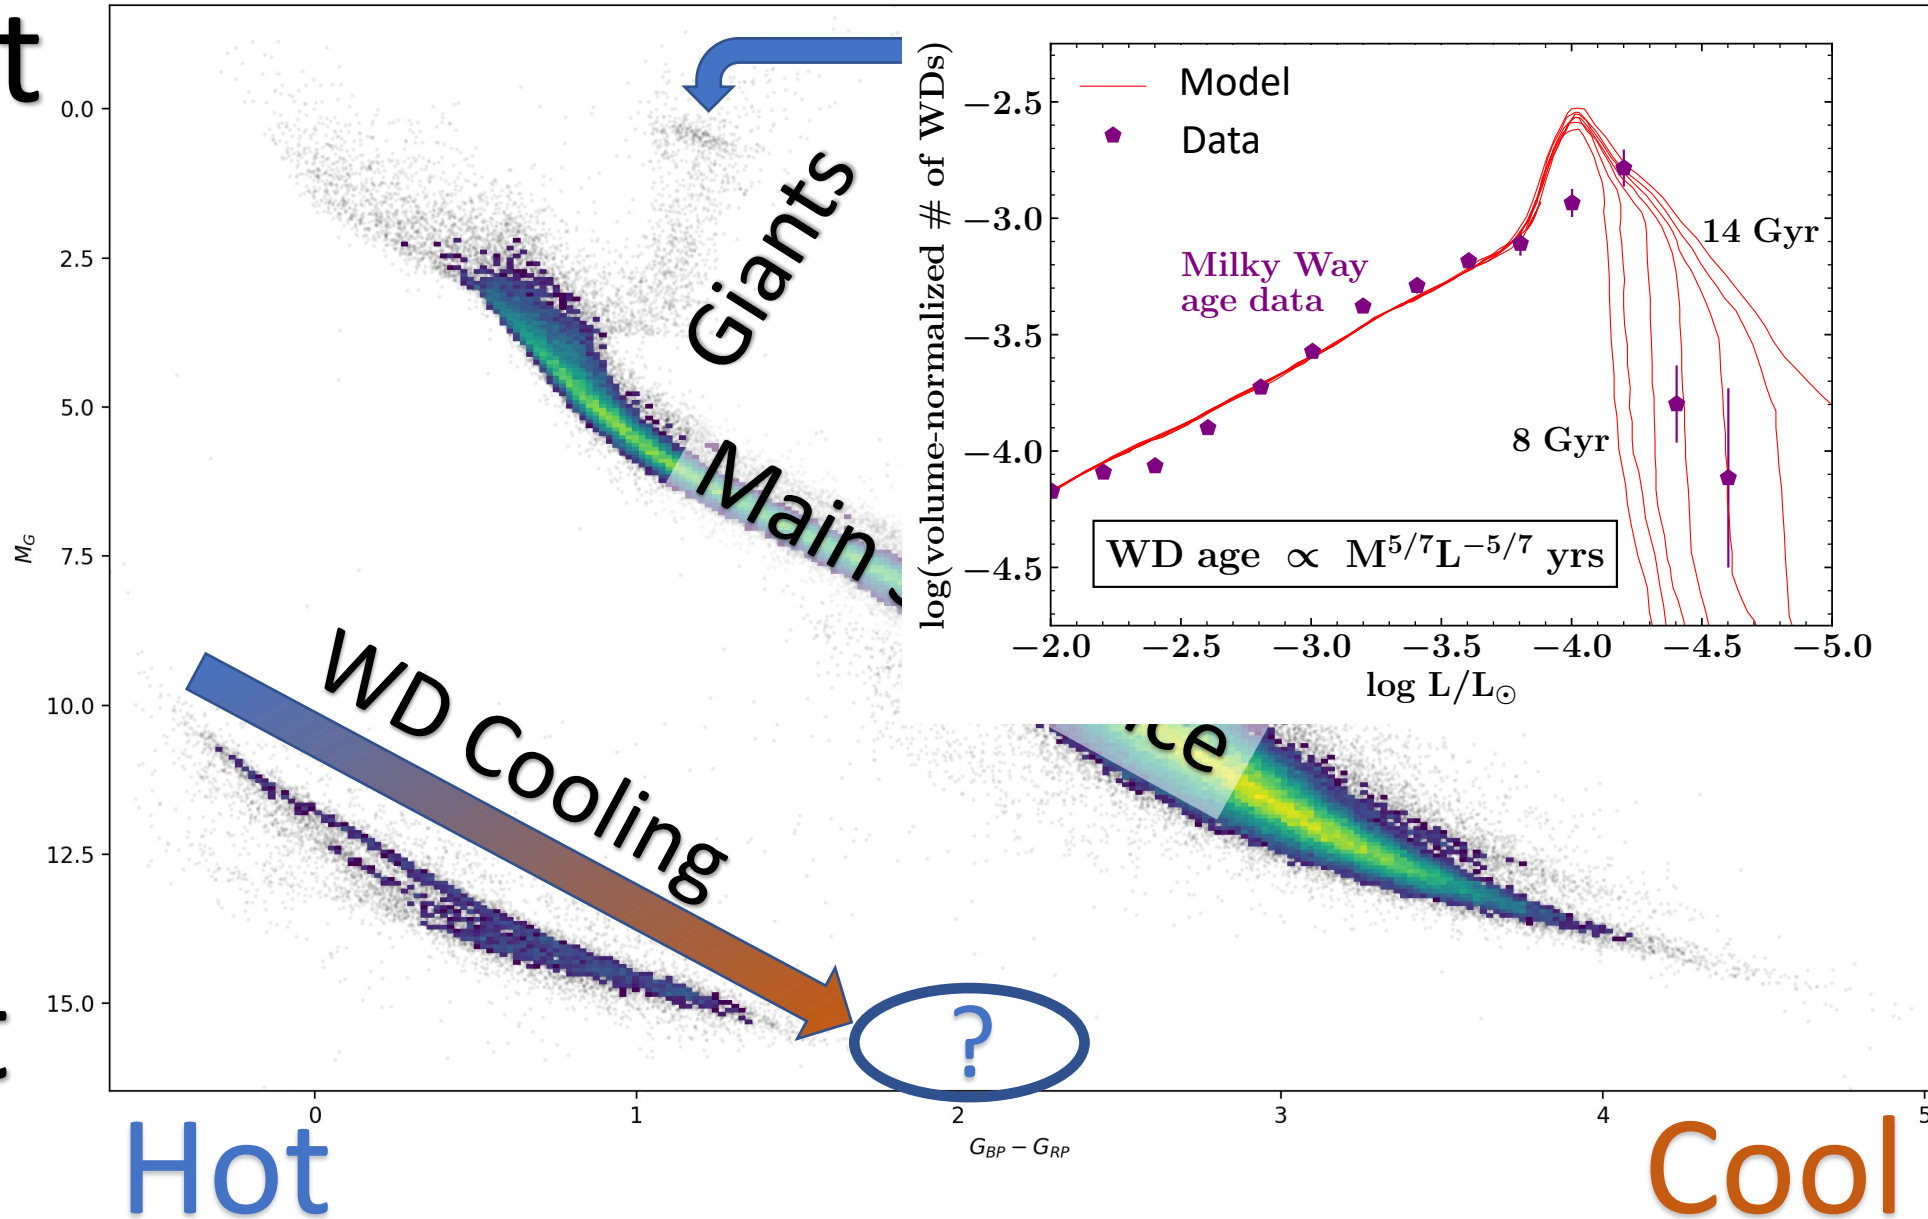 t
0.0
2.5
5.0
7.5
10.0
12.5
15.0
M_G
Giants
Main
WD Cooling
?
t
0
1
2
3
4
5
G_BP − G_RP
Hot
Cool
log(volume-normalized # of WDs)
−2.5
−3.0
−3.5
−4.0
−4.5
Model
Data
Milky Way
age data
14 Gyr
8 Gyr
WD age ∝ M^{5/7}L^{−5/7} yrs
−2.0
−2.5
−3.0
−3.5
−4.0
−4.5
−5.0
log L/L_⊙
ce